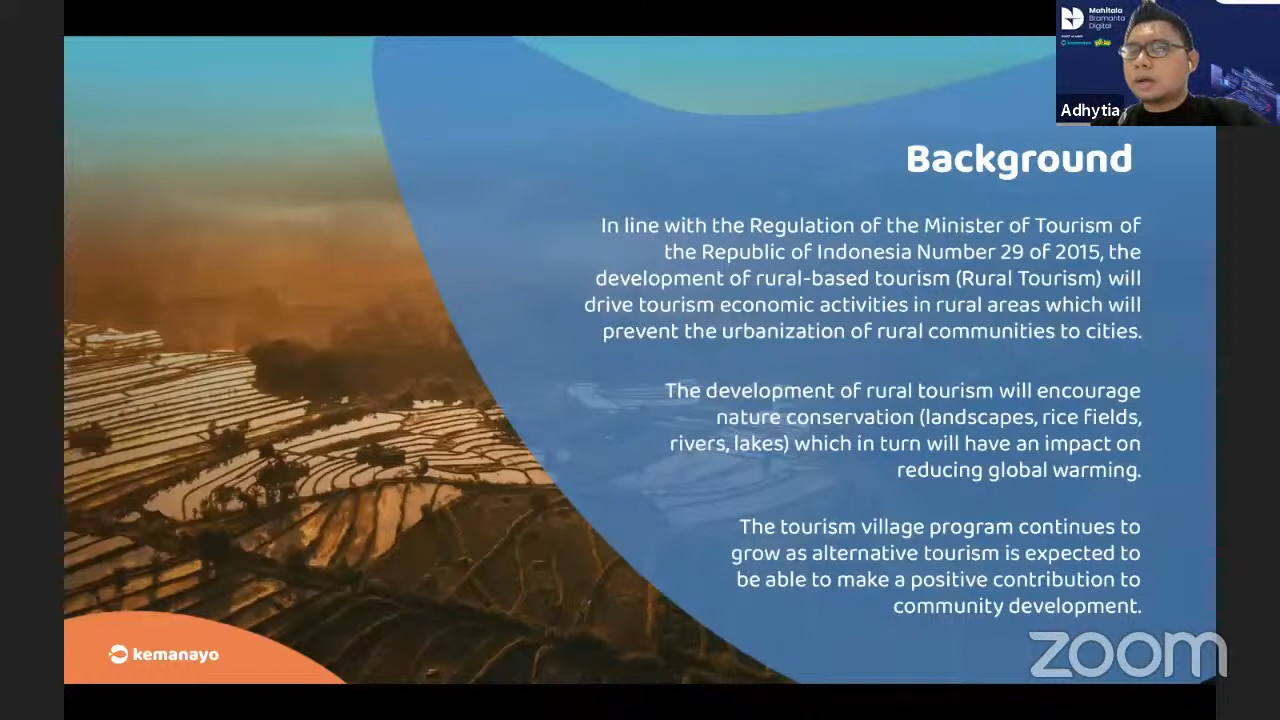 Background
In line with the Regulation of the Minister of Tourism of
the Republic of Indonesia Number 29 of 2015, the
development of rural-based tourism (Rural Tourism) will
drive tourism economic activities in rural areas which will
prevent the urbanization of rural communities to cities.
The development of rural tourism will encourage
nature conservation (landscapes, rice fields,
rivers, lakes) which in turn will have an impact on
reducing global warming.
The tourism village program continues to
grow as alternative tourism is expected to
be able to make a positive contribution to
community development.
kemanayo
zoom
Mahitala
Bramanta
Digital
Adhytia